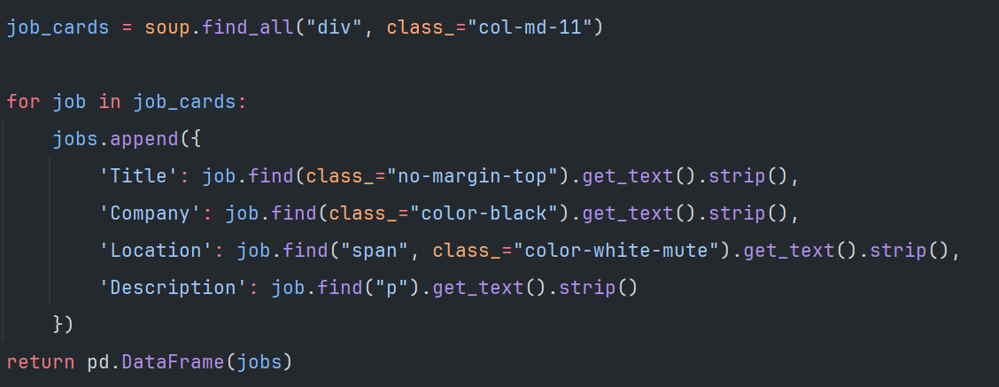 job_cards = soup.find_all("div", class_="col-md-11")
for job in job_cards:
    jobs.append({
        'Title': job.find(class_="no-margin-top").get_text().strip(),
        'Company': job.find(class_="color-black").get_text().strip(),
        'Location': job.find("span", class_="color-white-mute").get_text().strip(),
        'Description': job.find("p").get_text().strip()
    })
return pd.DataFrame(jobs)